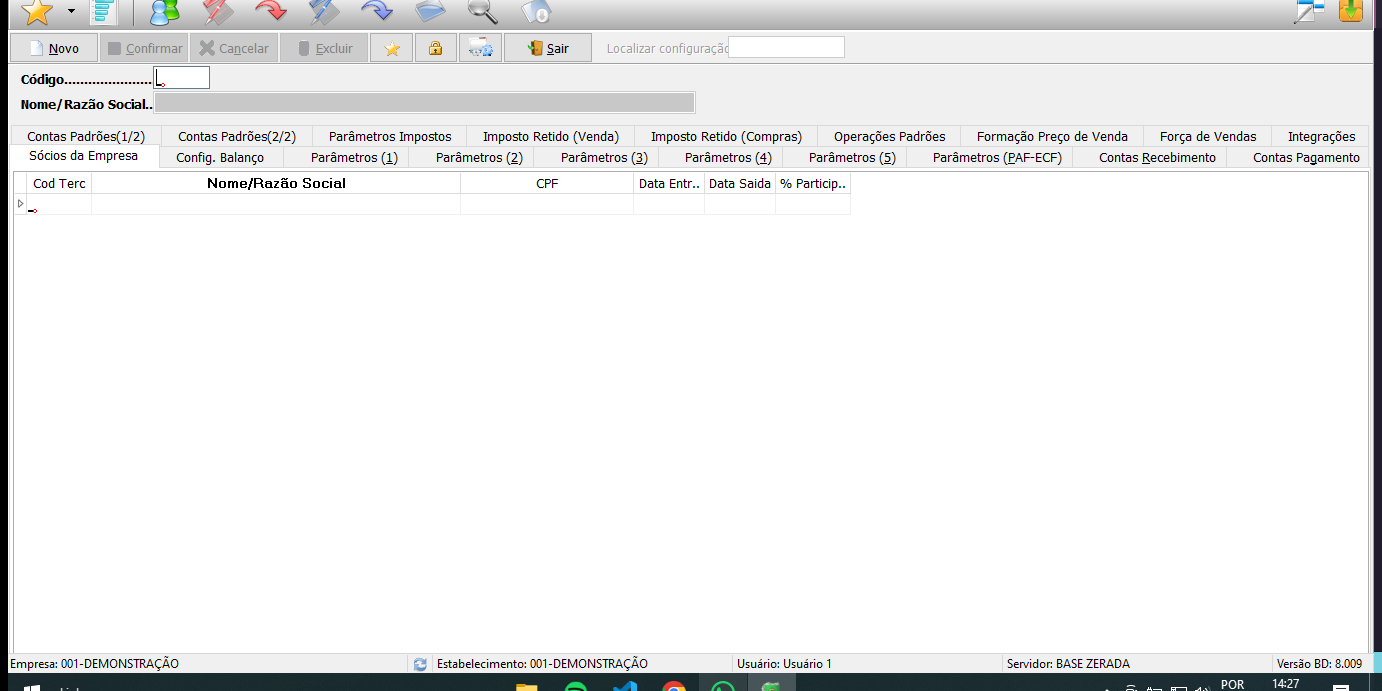 Novo Confirmar Cancelar Excluir Sair Localizar configuraçã
Código......................
Nome/Razão Social..
Contas Padrões(1/2) Contas Padrões(2/2) Parâmetros Impostos Imposto Retido (Venda) Imposto Retido (Compras) Operações Padrões Formação Preço de Venda Força de Vendas Integrações
Sócios da Empresa Config. Balanço Parâmetros (1) Parâmetros (2) Parâmetros (3) Parâmetros (4) Parâmetros (5) Parâmetros (PAF-ECF) Contas Recebimento Contas Pagamento
Cod Terc Nome/Razão Social CPF Data Entr.. Data Saida % Particip..
Empresa: 001-DEMONSTRAÇÃO Estabelecimento: 001-DEMONSTRAÇÃO Usuário: Usuário 1 Servidor: BASE ZERADA Versão BD: 8.009
POR 14:27